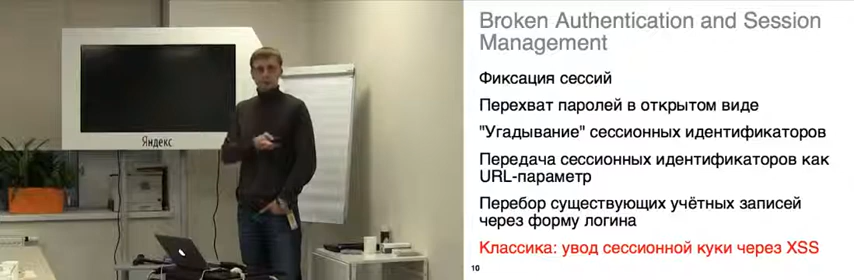 Яндекс
Broken Authentication and Session
Management
Фиксация сессий
Перехват паролей в открытом виде
"Угадывание" сессионных идентификаторов
Передача сессионных идентификаторов как
URL-параметр
Перебор существующих учётных записей
через форму логина
Классика: увод сессионной куки через XSS
10